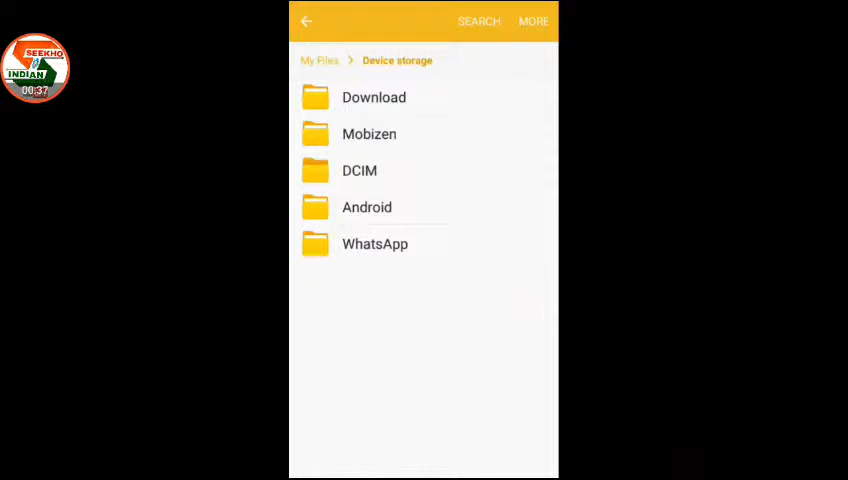 SEEKHO
INDIAN
00:37
SEARCH MORE
My Files Device storage
Download
Mobizen
DCIM
Android
WhatsApp